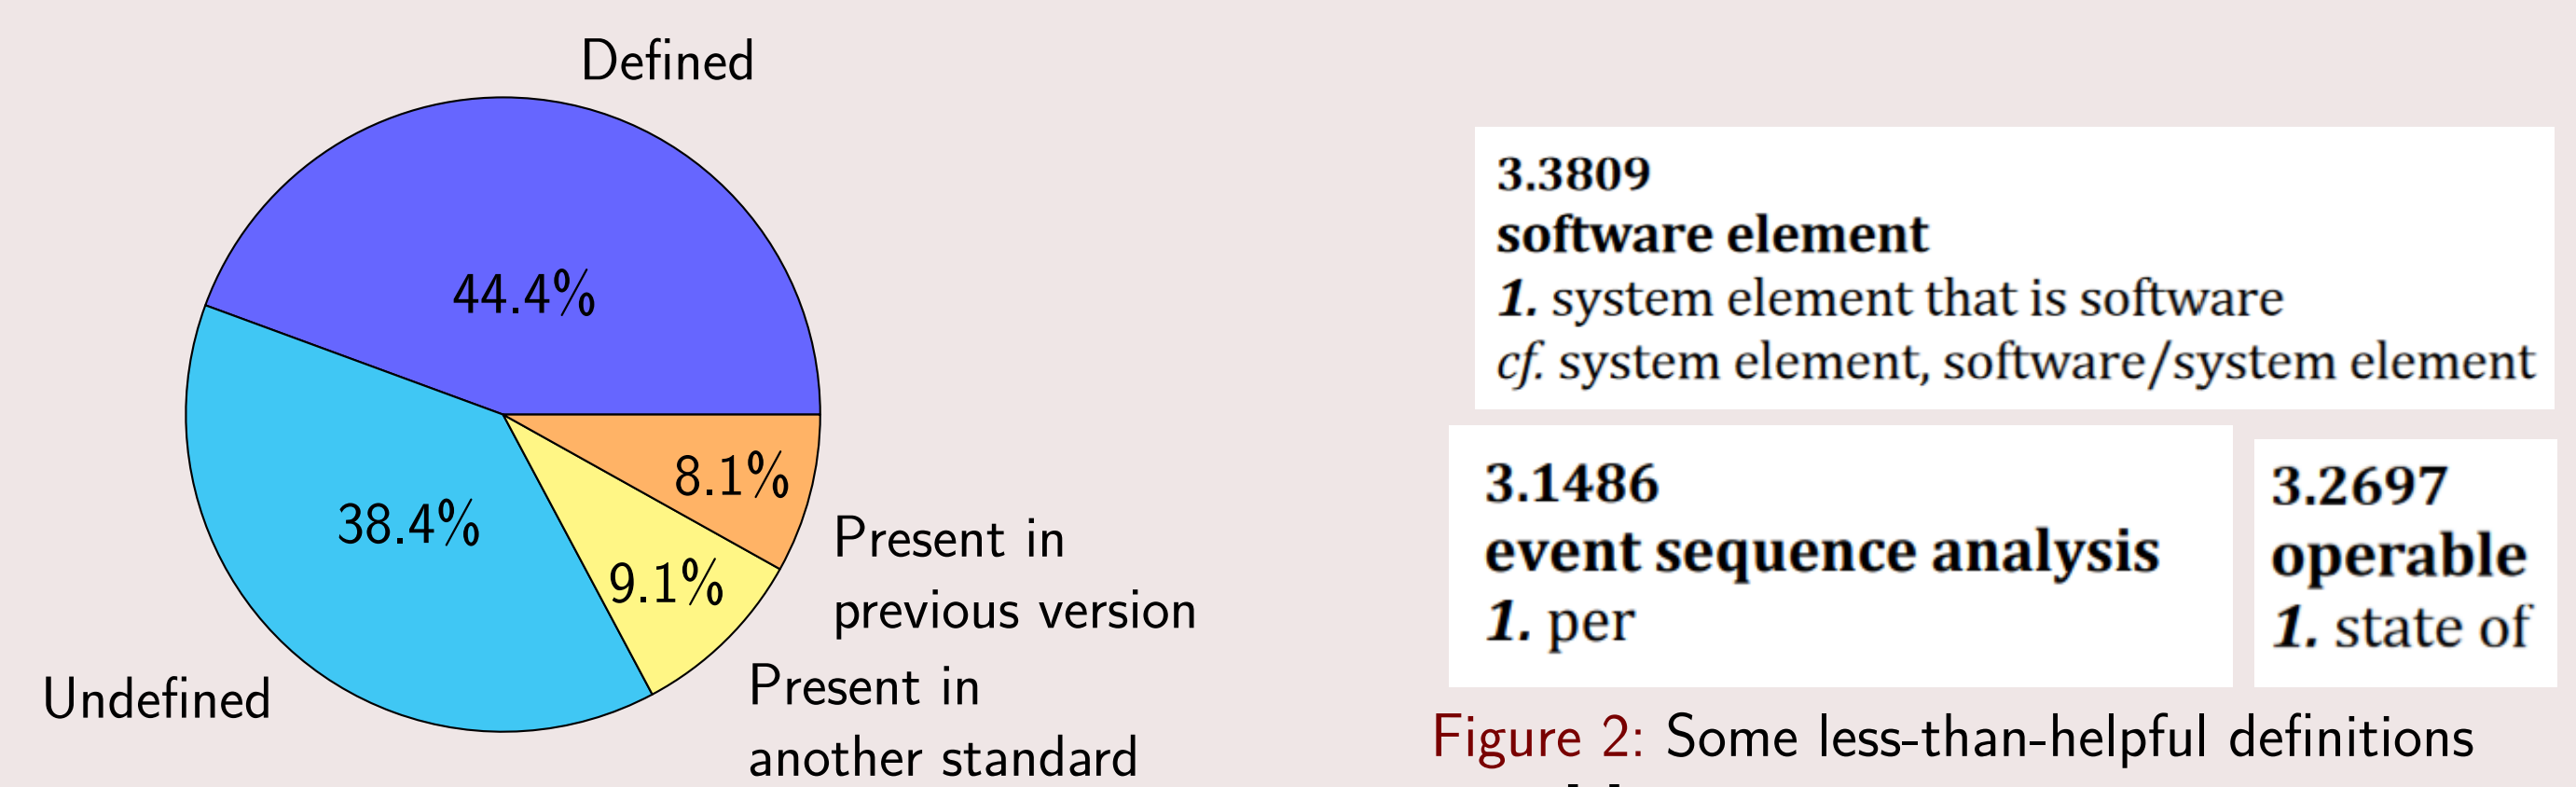 Defined
44.4%
38.4%
8.1%
9.1%
Undefined
Present in
previous version
Present in
another standard
3.3809
software element
1. system element that is software
cf. system element, software/system element
3.1486
event sequence analysis
1. per
3.2697
operable
1. state of
Figure 2: Some less-than-helpful definitions